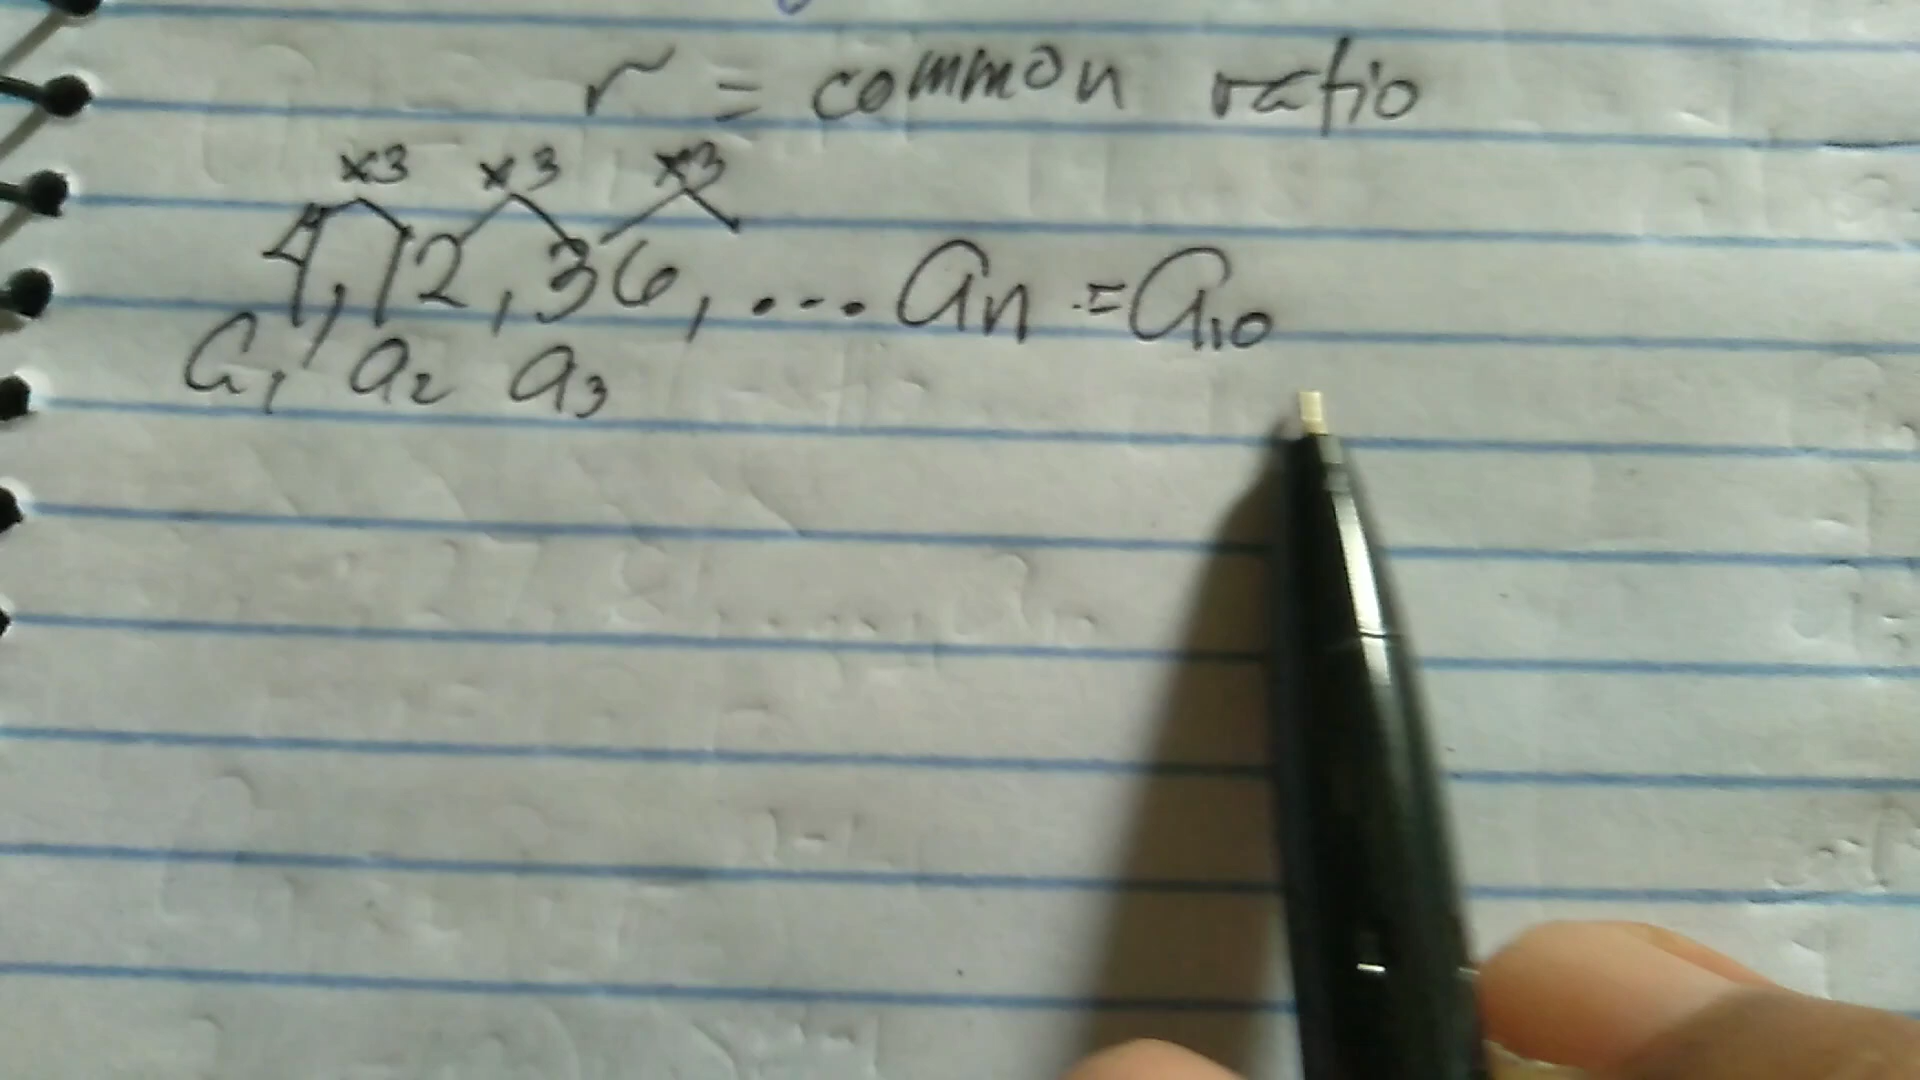 r = common ratio
×3 ×3 ×3
4, 12, 36, ... an = a10
a1 a2 a3